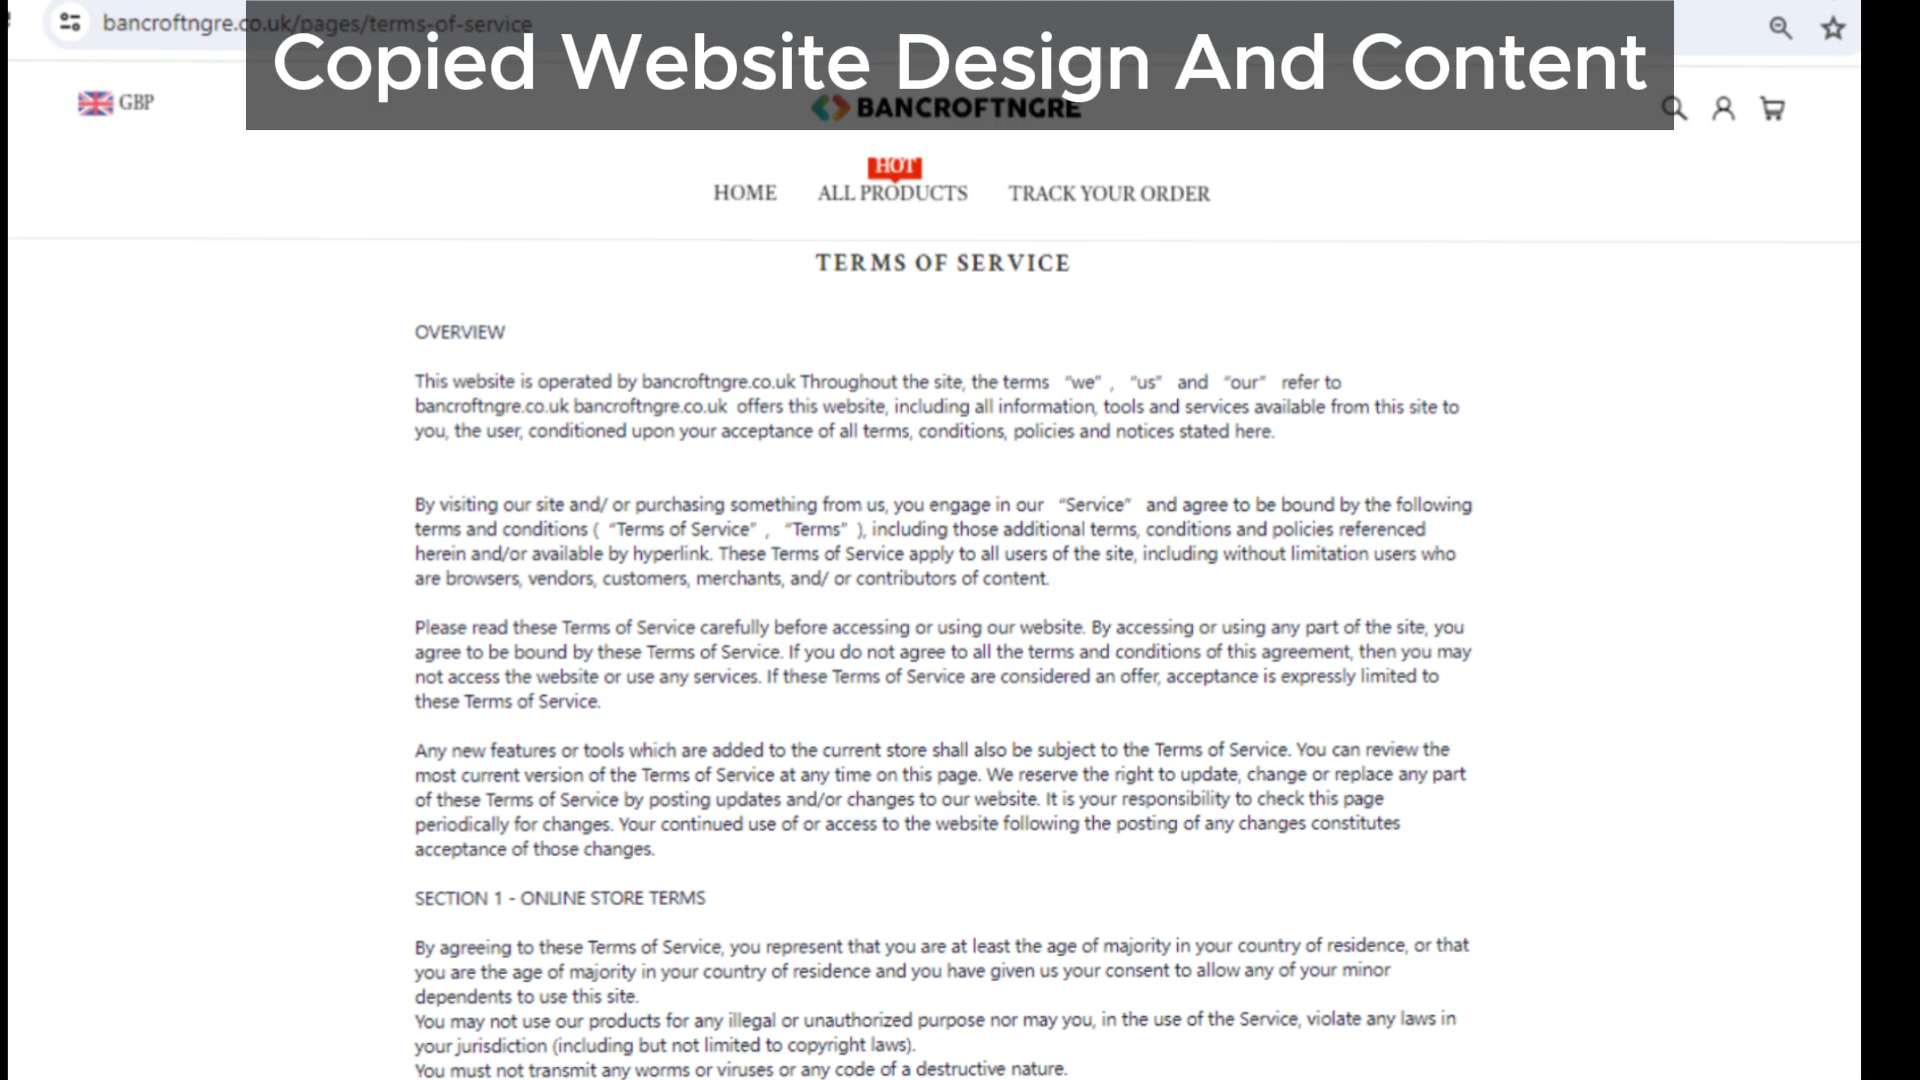 bancroftngre.co.uk/pages/terms-of-service
Copied Website Design And Content
GBP
BANCROFTNGRE
HOT
HOME
ALL PRODUCTS
TRACK YOUR ORDER
TERMS OF SERVICE
OVERVIEW
This website is operated by bancroftngre.co.uk Throughout the site, the terms “we” , “us” and “our” refer to
bancroftngre.co.uk bancroftngre.co.uk offers this website, including all information, tools and services available from this site to
you, the user, conditioned upon your acceptance of all terms, conditions, policies and notices stated here.
By visiting our site and/ or purchasing something from us, you engage in our “Service” and agree to be bound by the following
terms and conditions ( “Terms of Service” , “Terms” ), including those additional terms, conditions and policies referenced
herein and/or available by hyperlink. These Terms of Service apply to all users of the site, including without limitation users who
are browsers, vendors, customers, merchants, and/ or contributors of content.
Please read these Terms of Service carefully before accessing or using our website. By accessing or using any part of the site, you
agree to be bound by these Terms of Service. If you do not agree to all the terms and conditions of this agreement, then you may
not access the website or use any services. If these Terms of Service are considered an offer, acceptance is expressly limited to
these Terms of Service.
Any new features or tools which are added to the current store shall also be subject to the Terms of Service. You can review the
most current version of the Terms of Service at any time on this page. We reserve the right to update, change or replace any part
of these Terms of Service by posting updates and/or changes to our website. It is your responsibility to check this page
periodically for changes. Your continued use of or access to the website following the posting of any changes constitutes
acceptance of those changes.
SECTION 1 - ONLINE STORE TERMS
By agreeing to these Terms of Service, you represent that you are at least the age of majority in your country of residence, or that
you are the age of majority in your country of residence and you have given us your consent to allow any of your minor
dependents to use this site.
You may not use our products for any illegal or unauthorized purpose nor may you, in the use of the Service, violate any laws in
your jurisdiction (including but not limited to copyright laws).
You must not transmit any worms or viruses or any code of a destructive nature.